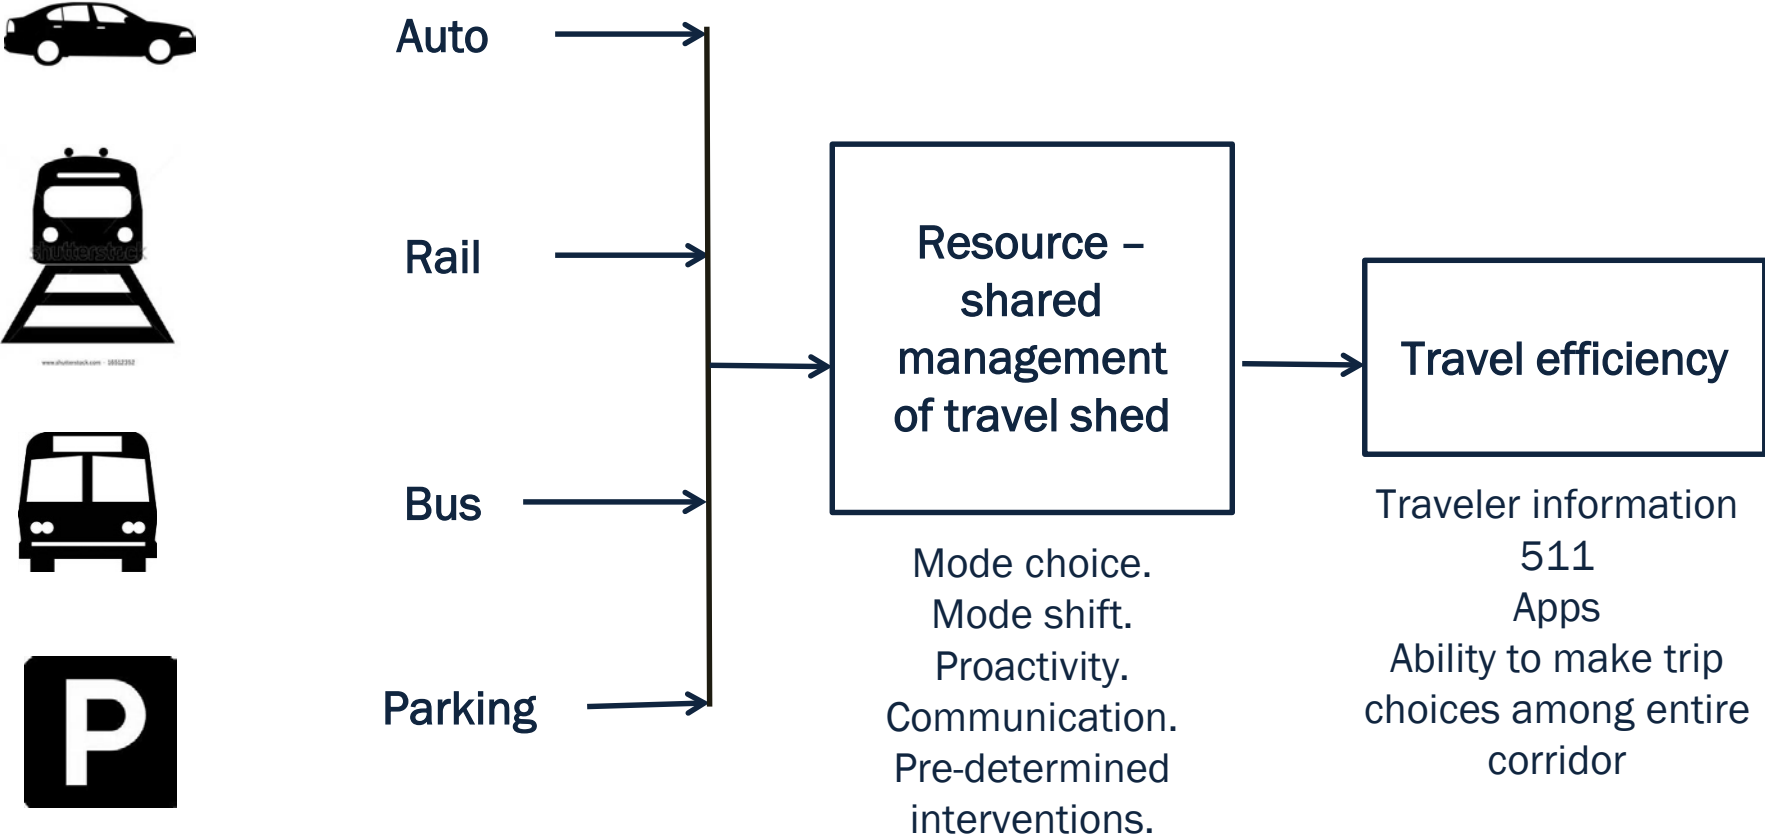 Auto
Rail
Bus
Parking
Resource –
shared
management
of travel shed
Mode choice.
Mode shift.
Proactivity.
Communication.
Pre-determined
interventions.
Travel efficiency
Traveler information
511
Apps
Ability to make trip
choices among entire
corridor
shutterstock
P